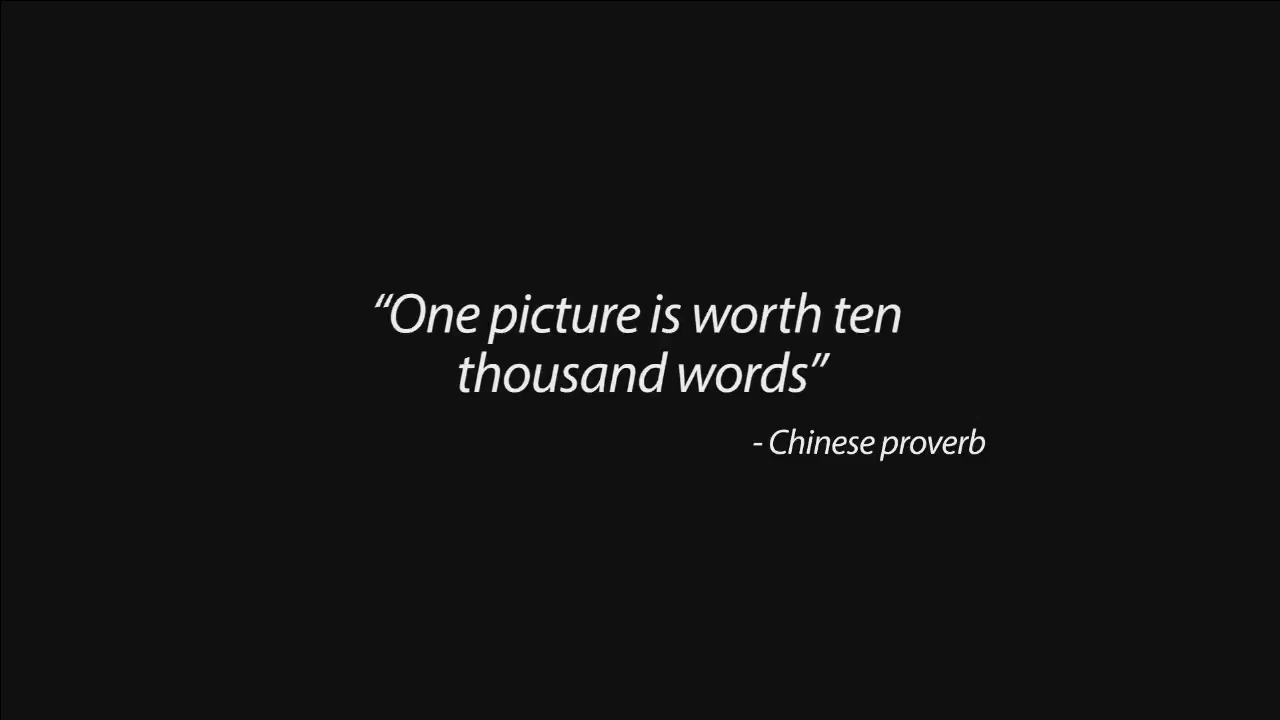 “One picture is worth ten
thousand words”
- Chinese proverb